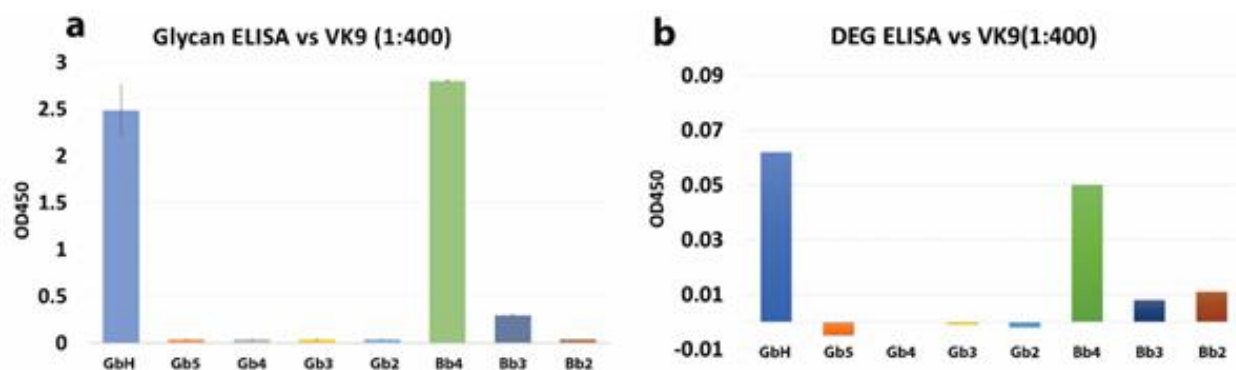 a
Glycan ELISA vs VK9 (1:400)
3
2.5
2
1.5
1
0.5
0
OD450
GbH Gb5 Gb4 Gb3 Gb2 Bb4 Bb3 Bb2
b
DEG ELISA vs VK9(1:400)
0.09
0.07
0.05
0.03
0.01
-0.01
OD450
GbH Gb5 Gb4 Gb3 Gb2 Bb4 Bb3 Bb2